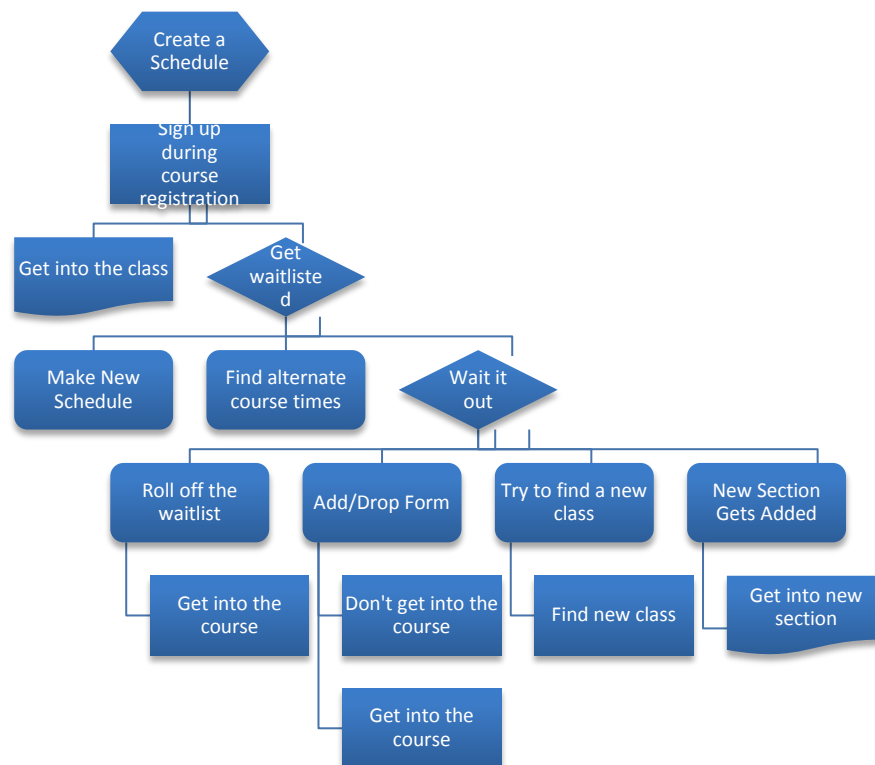 Create a
Schedule
Sign up
during
course
registration
Get into the class
Get
waitliste
d
Make New
Schedule
Find alternate
course times
Wait it
out
Roll off the
waitlist
Add/Drop Form
Try to find a new
class
New Section
Gets Added
Get into the
course
Don't get into the
course
Find new class
Get into new
section
Get into the
course